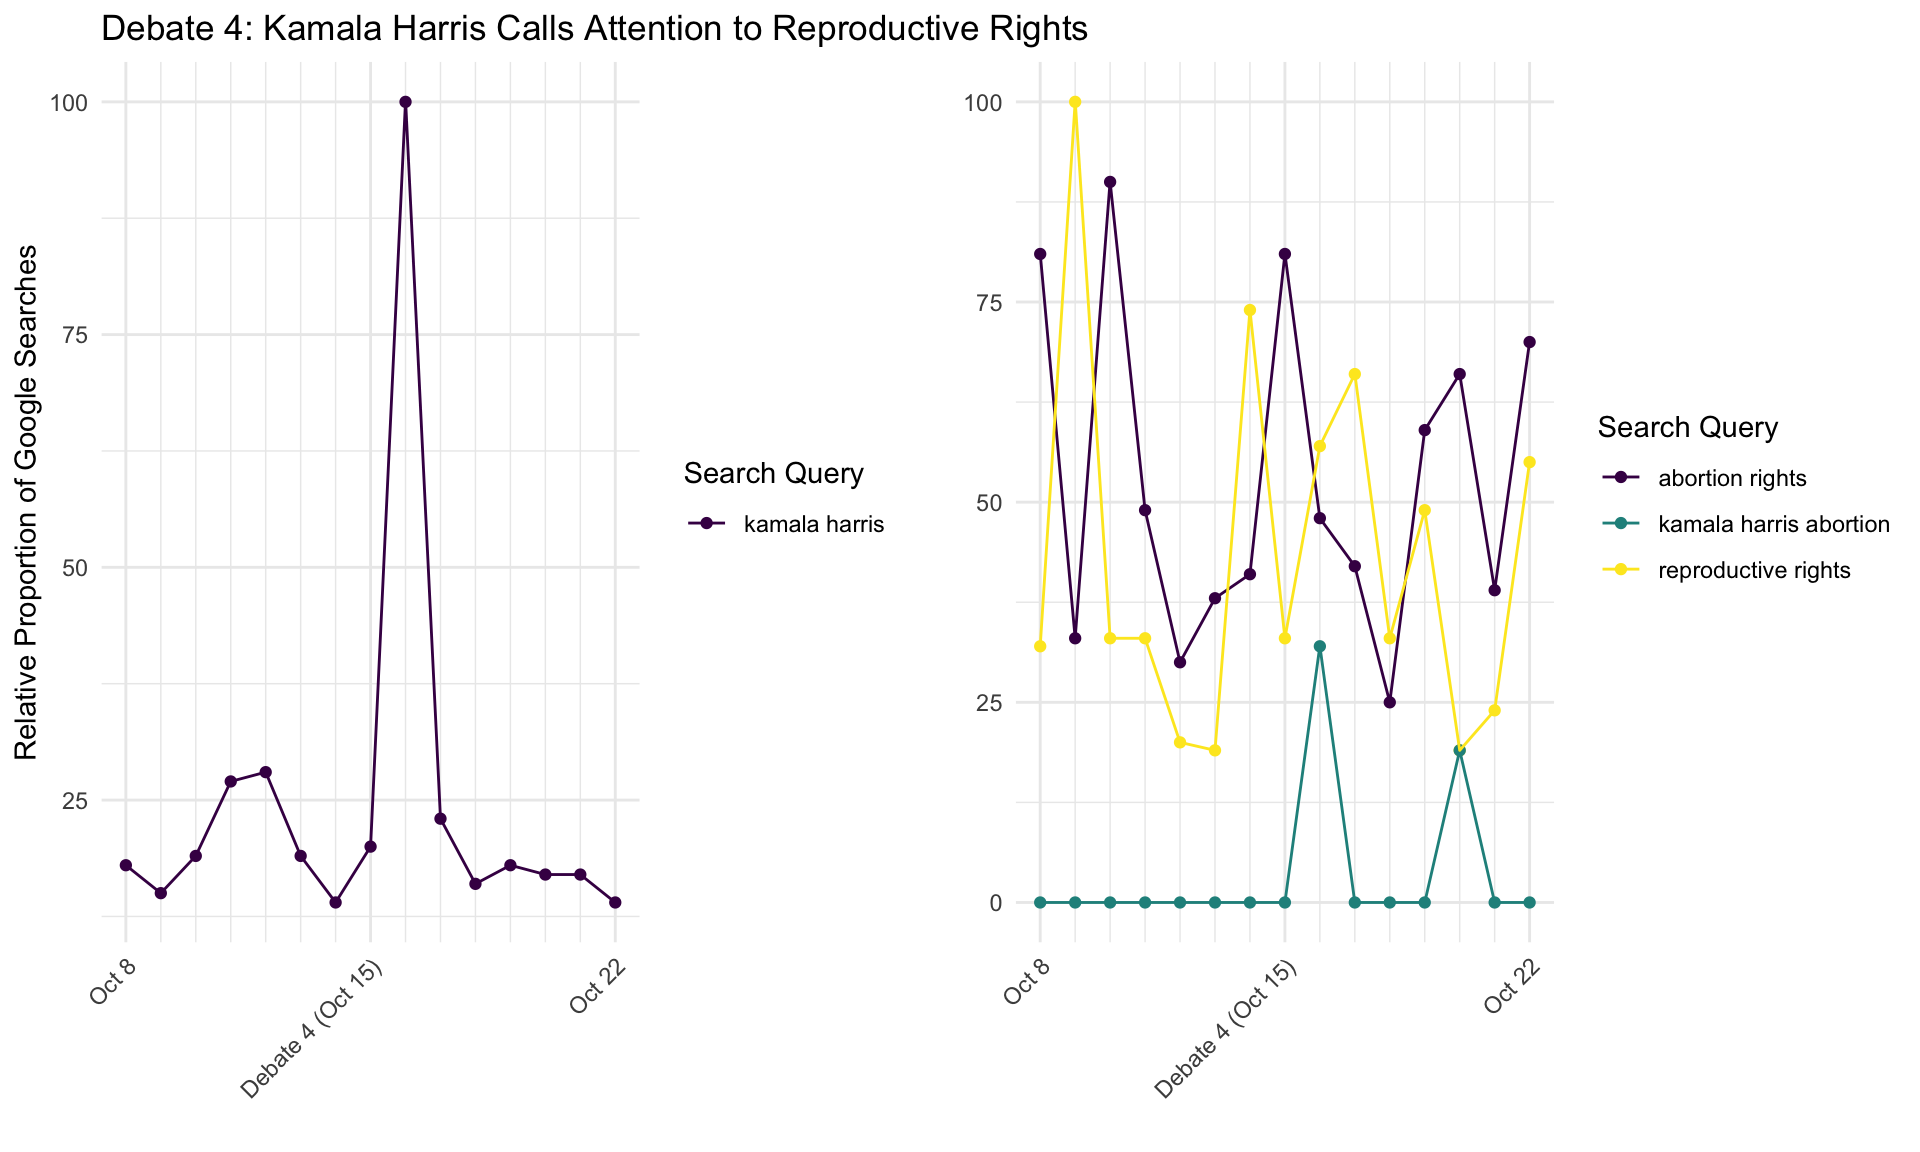 Debate 4: Kamala Harris Calls Attention to Reproductive Rights
Relative Proportion of Google Searches
100
75
50
25
Oct 8
Debate 4 (Oct 15)
Oct 22
Search Query
kamala harris
100
75
50
25
0
Oct 8
Debate 4 (Oct 15)
Oct 22
Search Query
abortion rights
kamala harris abortion
reproductive rights